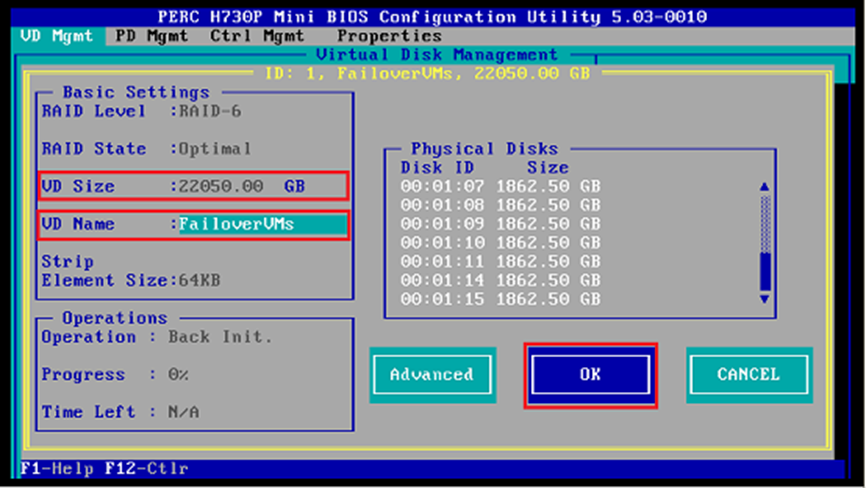 PERC H730P Mini BIOS Configuration Utility 5.03-0010
VD Mgmt PD Mgmt Ctrl Mgmt Properties
Virtual Disk Management
ID: 1, FailoverVMs, 22050.00 GB
Basic Settings
RAID Level :RAID-6
RAID State :Optimal
VD Size :22050.00 GB
VD Name :FailoverVMs
Strip
Element Size:64KB
Physical Disks
Disk ID Size
00:01:07 1862.50 GB
00:01:08 1862.50 GB
00:01:09 1862.50 GB
00:01:10 1862.50 GB
00:01:11 1862.50 GB
00:01:14 1862.50 GB
00:01:15 1862.50 GB
Operations
Operation : Back Init.
Progress : 0%
Time Left : N/A
Advanced
OK
CANCEL
F1-Help F12-Ctlr